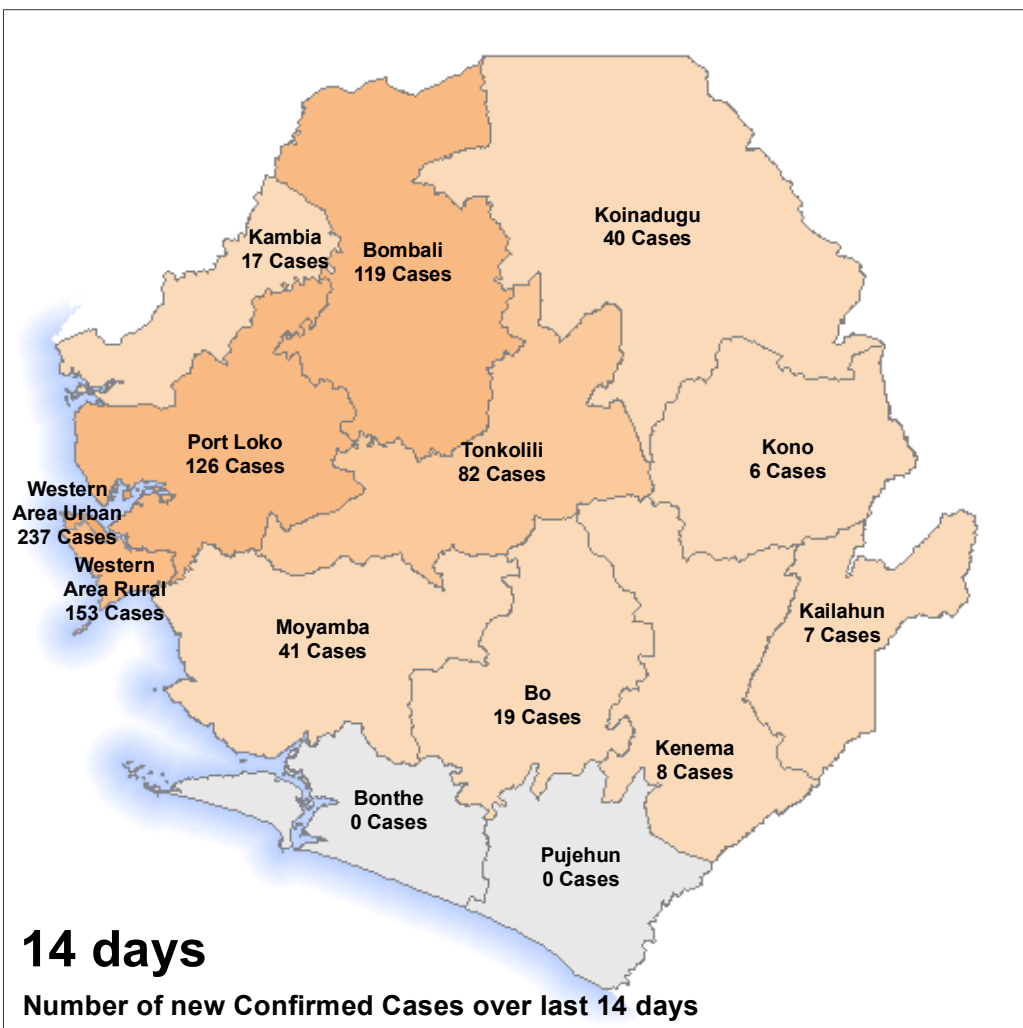 Koinadugu
40 Cases
Kambia
17 Cases
Bombali
119 Cases
Port Loko
126 Cases
Tonkolili
82 Cases
Kono
6 Cases
Western
Area Urban
237 Cases
Western
Area Rural
153 Cases
Kailahun
7 Cases
Moyamba
41 Cases
Bo
19 Cases
Kenema
8 Cases
Bonthe
0 Cases
Pujehun
0 Cases
14 days
Number of new Confirmed Cases over last 14 days